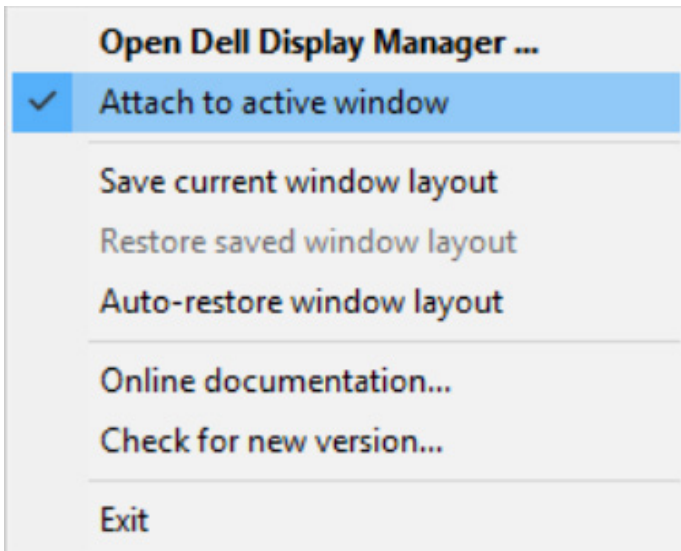 Open Dell Display Manager ...
Attach to active window
Save current window layout
Restore saved window layout
Auto-restore window layout
Online documentation...
Check for new version...
Exit